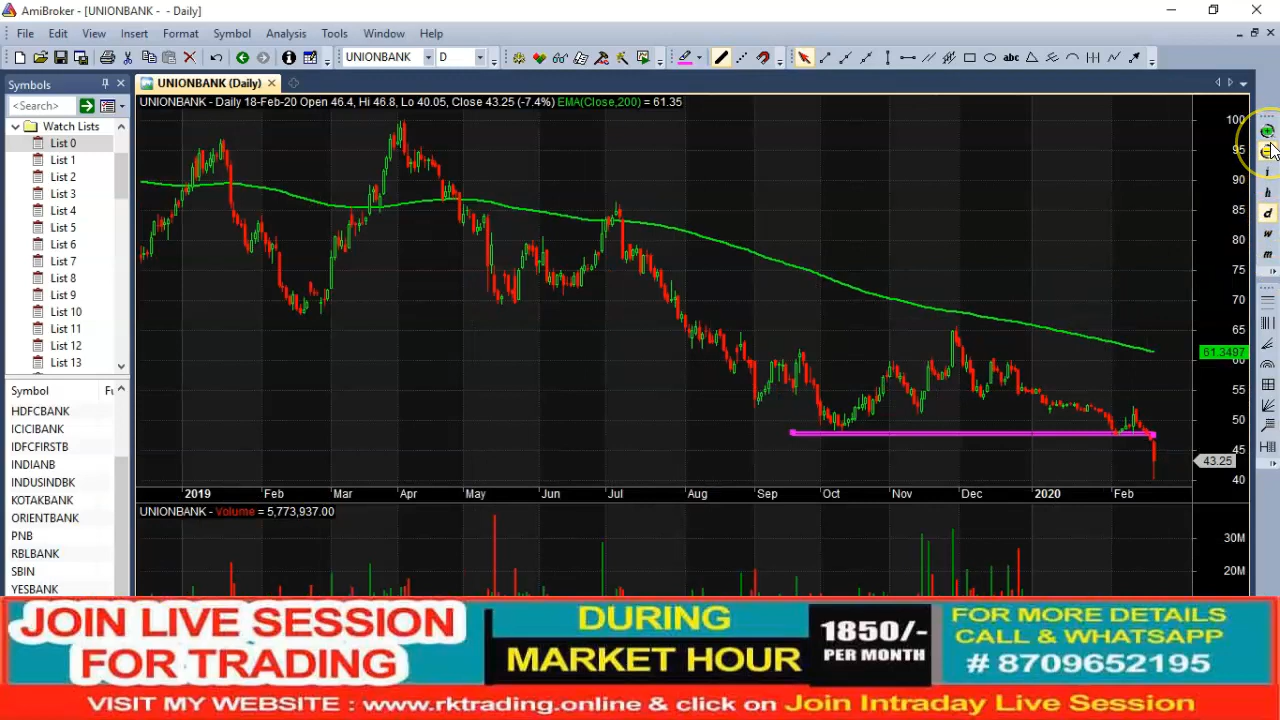 AmiBroker - [UNIONBANK - - Daily]
File Edit View Insert Format Symbol Analysis Tools Window Help
UNIONBANK D abc
Symbols
UNIONBANK (Daily)
<Search>
Watch Lists
List 0
List 1
List 2
List 3
List 4
List 5
List 6
List 7
List 8
List 9
List 10
List 11
List 12
List 13
Symbol Fu
HDFCBANK
ICICIBANK
IDFCFIRSTB
INDIANB
INDUSINDBK
KOTAKBANK
ORIENTBANK
PNB
RBLBANK
SBIN
YESBANK
UNIONBANK - Daily 18-Feb-20 Open 46.4, Hi 46.8, Lo 40.05, Close 43.25 (-7.4%) EMA(Close,200) = 61.35
100
95
90
85
80
75
70
65
61.3497
60
55
50
45
43.25
40
2019 Feb Mar Apr May Jun Jul Aug Sep Oct Nov Dec 2020 Feb
UNIONBANK - Volume = 5,773,937.00
30M
20M
i
h
d
w
m
JOIN LIVE SESSION
FOR TRADING
DURING
MARKET HOUR
1850/-
PER MONTH
FOR MORE DETAILS
CALL & WHATSAPP
# 8709652195
VISIT MY WEBSITE : www.rktrading.online & click on Join Intraday Live Session